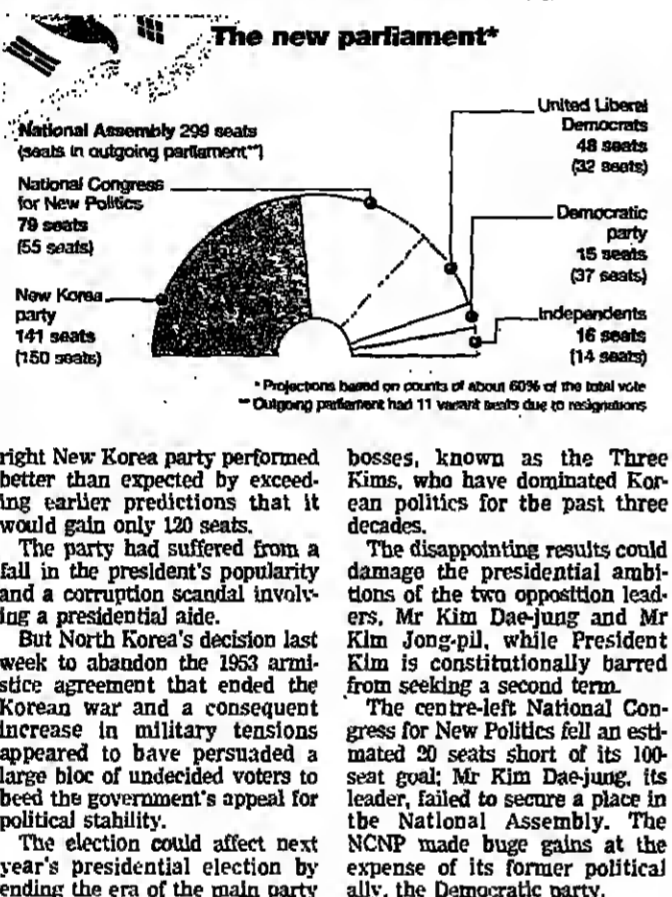 The new parliament*
National Assembly 299 seats
(seats in outgoing parliament**)
National Congress
for New Politics
79 seats
(55 seats)
New Korea
party
141 seats
(150 seats)
United Liberal
Democrats
48 seats
(32 seats)
Democratic
party
15 seats
(37 seats)
Independents
16 seats
(14 seats)
* Projections based on counts of about 60% of the total vote
** Outgoing parliament had 11 vacant seats due to resignations
right New Korea party performed
better than expected by exceed-
ing earlier predictions that it
would gain only 120 seats.
The party had suffered from a
fall in the president's popularity
and a corruption scandal involv-
ing a presidential aide.
But North Korea's decision last
week to abandon the 1953 armi-
stice agreement that ended the
Korean war and a consequent
increase in military tensions
appeared to have persuaded a
large bloc of undecided voters to
heed the government's appeal for
political stability.
The election could affect next
year's presidential election by
ending the era of the main party
bosses, known as the Three
Kims, who have dominated Kor-
ean politics for the past three
decades.
The disappointing results could
damage the presidential ambi-
tions of the two opposition lead-
ers, Mr Kim Dae-jung and Mr
Kim Jong-pil, while President
Kim is constitutionally barred
from seeking a second term.
The centre-left National Con-
gress for New Politics fell an esti-
mated 20 seats short of its 100-
seat goal; Mr Kim Dae-jung, its
leader, failed to secure a place in
the National Assembly. The
NCNP made huge gains at the
expense of its former political
ally, the Democratic party.